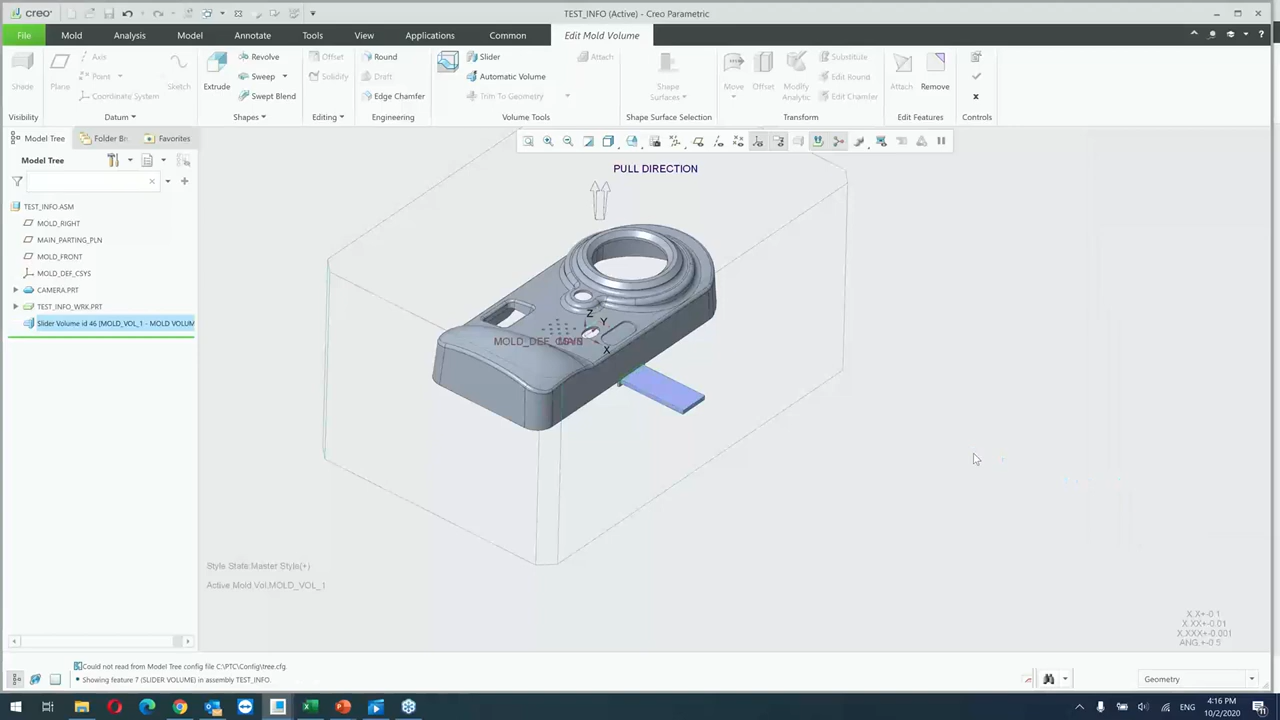 creo
TEST_INFO (Active) - Creo Parametric
File Mold Analysis Model Annotate Tools View Applications Common Edit Mold Volume
Shade
Visibility
Plane
Axis
Point
Coordinate System
Sketch
Datum
Extrude
Revolve
Sweep
Swept Blend
Shapes
Offset
Solidify
Editing
Round
Draft
Edge Chamfer
Engineering
Slider
Automatic Volume
Trim To Geometry
Attach
Volume Tools
Shape
Surfaces
Shape Surface Selection
Move
Offset
Modify
Analytic
Substitute
Edit Round
Edit Chamfer
Transform
Attach
Remove
Edit Features
Controls
Model Tree Folder Br Favorites
Model Tree
TEST_INFO.ASM
MOLD_RIGHT
MAIN_PARTING_PLN
MOLD_FRONT
MOLD_DEF_CSYS
CAMERA.PRT
TEST_INFO_WRK.PRT
Slider Volume id 46 [MOLD_VOL_1 - MOLD VOLUM
PULL DIRECTION
Z
Y
X
MOLD_DEF_CSYS
Style State:Master Style(+)
Active Mold Vol:MOLD_VOL_1
X.X+-0.1
X.XX+-0.01
X.XXX+-0.001
ANG.+-0.5
Could not read from Model Tree config file C:\PTC\Config\tree.cfg.
• Showing feature 7 (SLIDER VOLUME) in assembly TEST_INFO.
Geometry
ENG
4:16 PM
10/2/2020